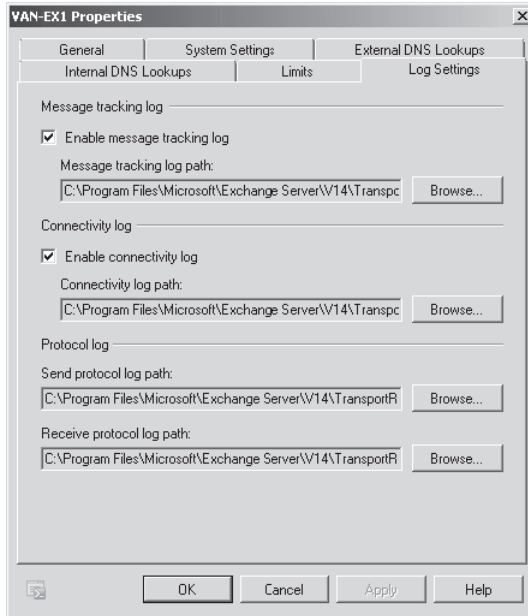 VAN-EX1 Properties
General System Settings External DNS Lookups
Internal DNS Lookups Limits Log Settings
Message tracking log
Enable message tracking log
Message tracking log path:
C:\Program Files\Microsoft\Exchange Server\V14\Transpc Browse...
Connectivity log
Enable connectivity log
Connectivity log path:
C:\Program Files\Microsoft\Exchange Server\V14\Transpc Browse...
Protocol log
Send protocol log path:
C:\Program Files\Microsoft\Exchange Server\V14\TransportR Browse...
Receive protocol log path:
C:\Program Files\Microsoft\Exchange Server\V14\TransportR Browse...
OK Cancel Apply Help